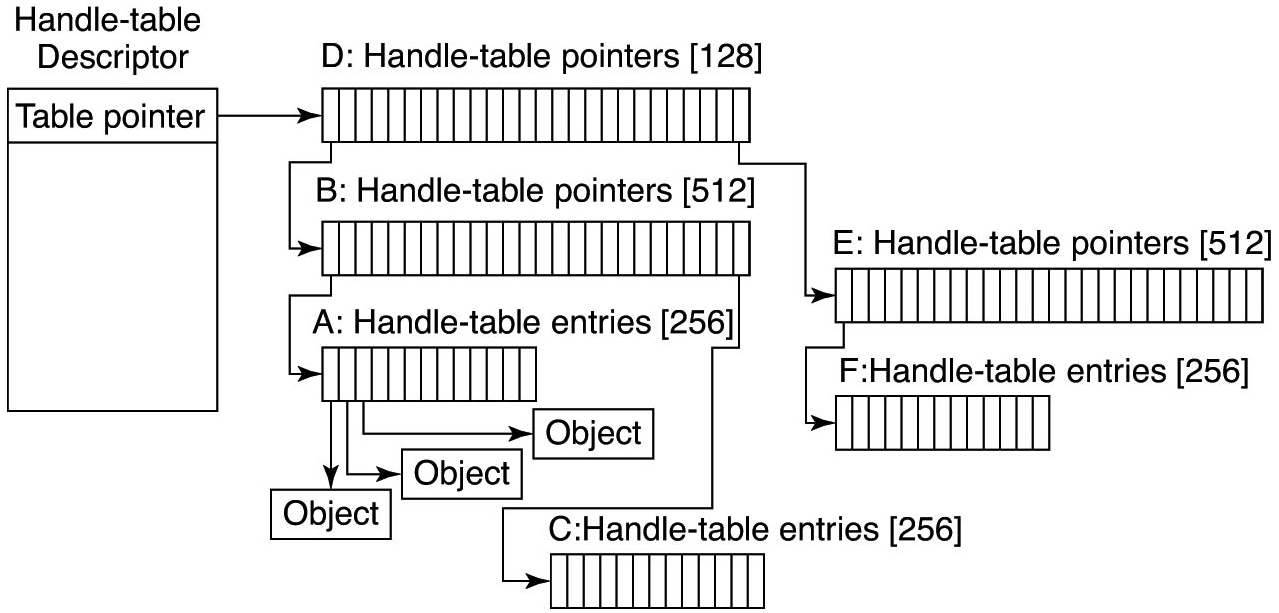 Handle-table
Descriptor
Table pointer
D: Handle-table pointers [128]
B: Handle-table pointers [512]
E: Handle-table pointers [512]
A: Handle-table entries [256]
F:Handle-table entries [256]
Object
Object
Object
C:Handle-table entries [256]